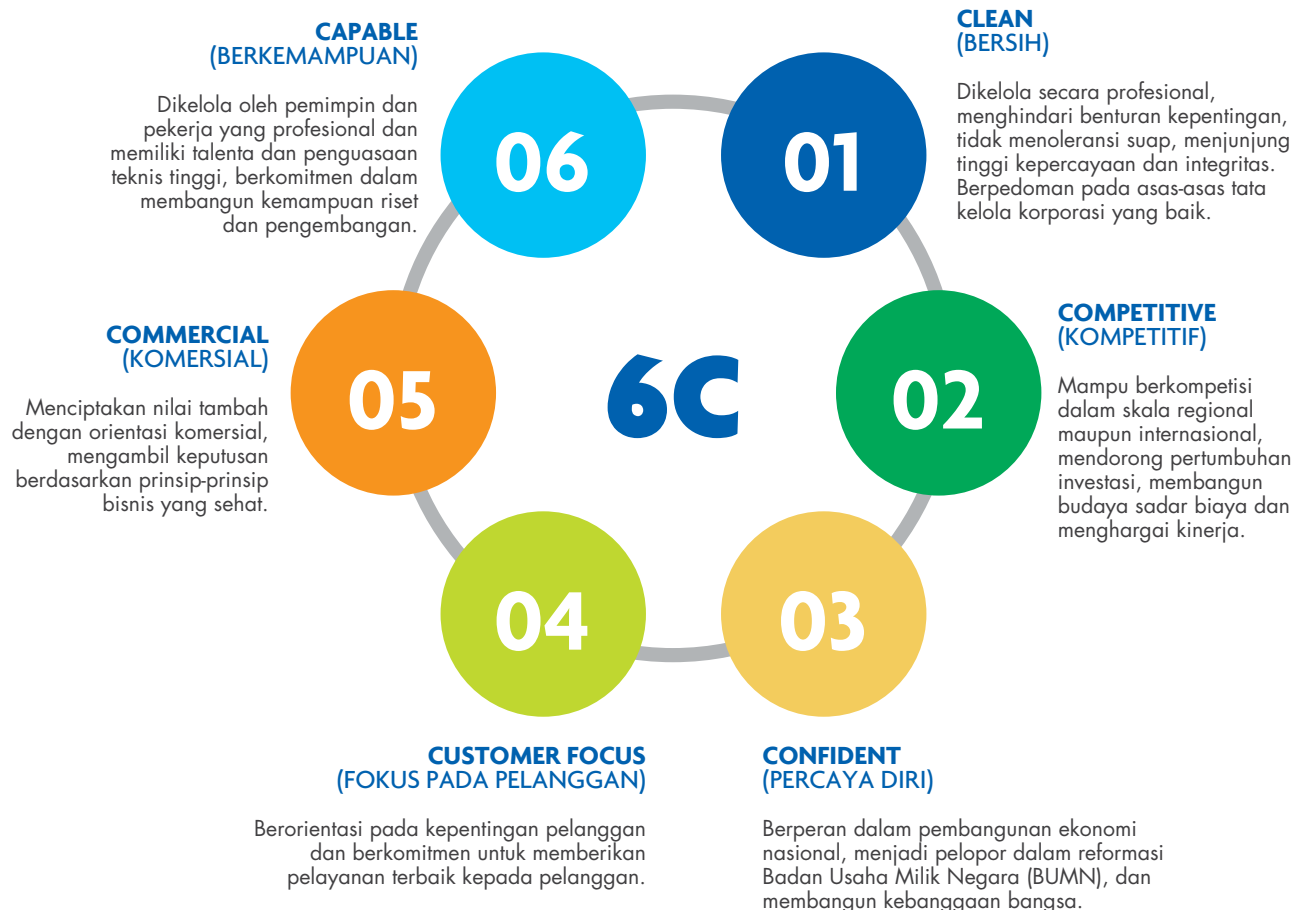 CLEAN
(BERSIH)
Dikelola secara profesional,
menghindari benturan kepentingan,
tidak menoleransi suap, menjunjung
tinggi kepercayaan dan integritas.
Berpedoman pada asas-asas tata
kelola korporasi yang baik.
01
COMPETITIVE
(KOMPETITIF)
Mampu berkompetisi
dalam skala regional
maupun internasional,
mendorong pertumbuhan
investasi, membangun
budaya sadar biaya dan
menghargai kinerja.
02
CONFIDENT
(PERCAYA DIRI)
Berperan dalam pembangunan ekonomi
nasional, menjadi pelopor dalam reformasi
Badan Usaha Milik Negara (BUMN), dan
membangun kebanggaan bangsa.
03
CUSTOMER FOCUS
(FOKUS PADA PELANGGAN)
Berorientasi pada kepentingan pelanggan
dan berkomitmen untuk memberikan
pelayanan terbaik kepada pelanggan.
04
COMMERCIAL
(KOMERSIAL)
Menciptakan nilai tambah
dengan orientasi komersial,
mengambil keputusan
berdasarkan prinsip-prinsip
bisnis yang sehat.
05
CAPABLE
(BERKEMAMPUAN)
Dikelola oleh pemimpin dan
pekerja yang profesional dan
memiliki talenta dan penguasaan
teknis tinggi, berkomitmen dalam
membangun kemampuan riset
dan pengembangan.
06
6C